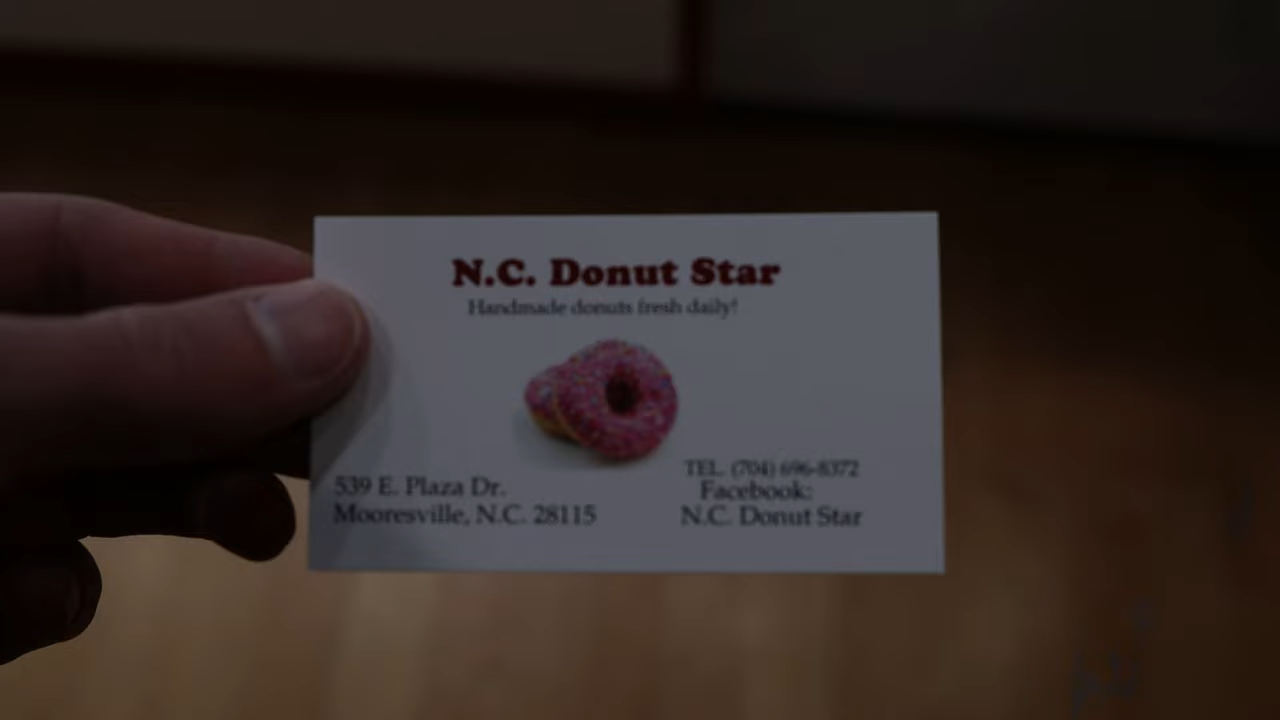 N.C. Donut Star
Handmade donuts fresh daily!
539 E. Plaza Dr.
Mooresville, N.C. 28115
TEL. (704) 696-8372
Facebook:
N.C. Donut Star